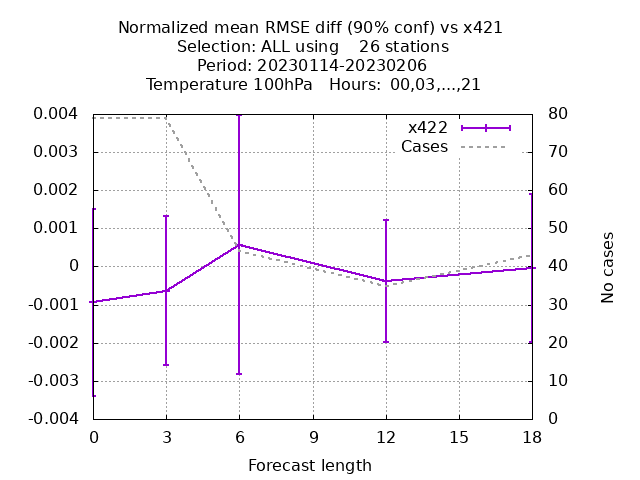 Normalized mean RMSE diff (90% conf) vs x421
Selection: ALL using    26 stations
Period: 20230114-20230206
Temperature 100hPa   Hours:  00,03,...,21
0.004
0.003
0.002
0.001
0
-0.001
-0.002
-0.003
-0.004
x422
Cases
80
70
60
50
40
30
20
10
0
No cases
0 3 6 9 12 15 18
Forecast length